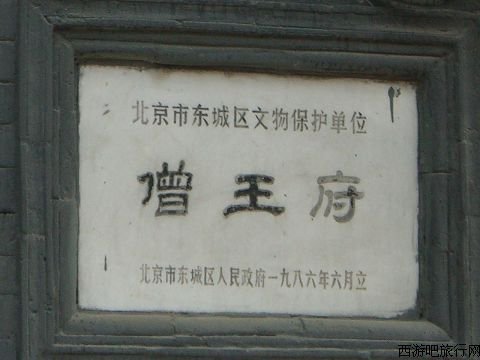 北京市东城区文物保护单位
僧王府
北京市东城区人民政府一九八六年六月立
西游吧旅行网